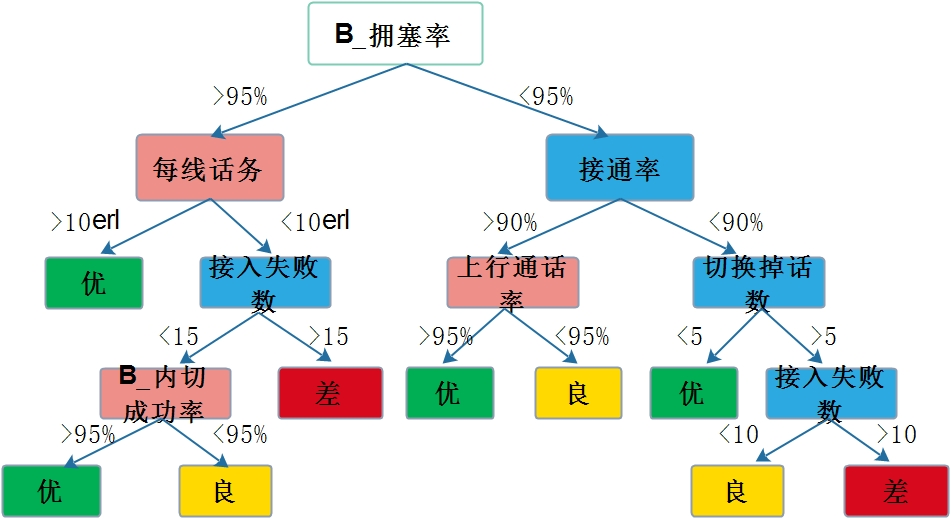 B_拥塞率
>95%
<95%
每线话务
接通率
>10erl
<10erl
>90%
<90%
优
接入失败
数
上行通话
率
切换掉话
数
<15
>15
>95%
<95%
<5
>5
B_内切
成功率
差
优
良
优
接入失败
数
>95%
<95%
<10
>10
优
良
良
差